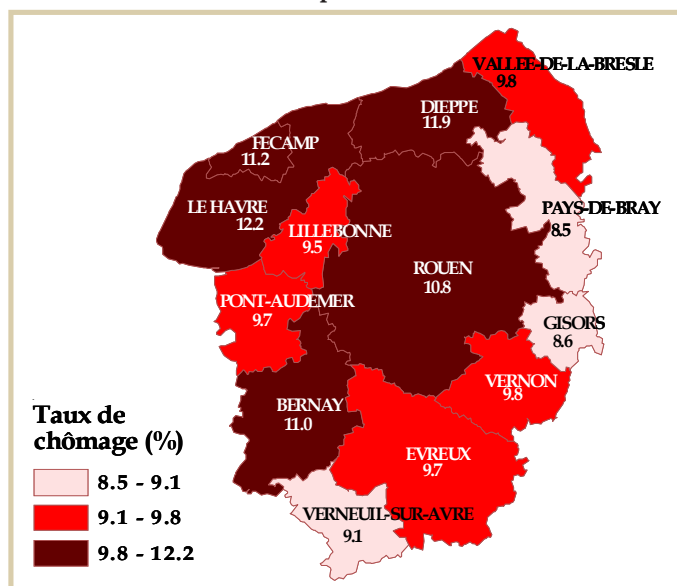 VALLEE-DE-LA-BRESLE
9.8
DIEPPE
11.9
FECAMP
11.2
LE HAVRE
12.2
LILLEBONNE
9.5
PAYS-DE-BRAY
8.5
ROUEN
10.8
PONT-AUDEMER
9.7
GISORS
8.6
VERNON
9.8
BERNAY
11.0
EVREUX
9.7
VERNEUIL-SUR-AVRE
9.1
Taux de
chômage (%)
8.5 - 9.1
9.1 - 9.8
9.8 - 12.2